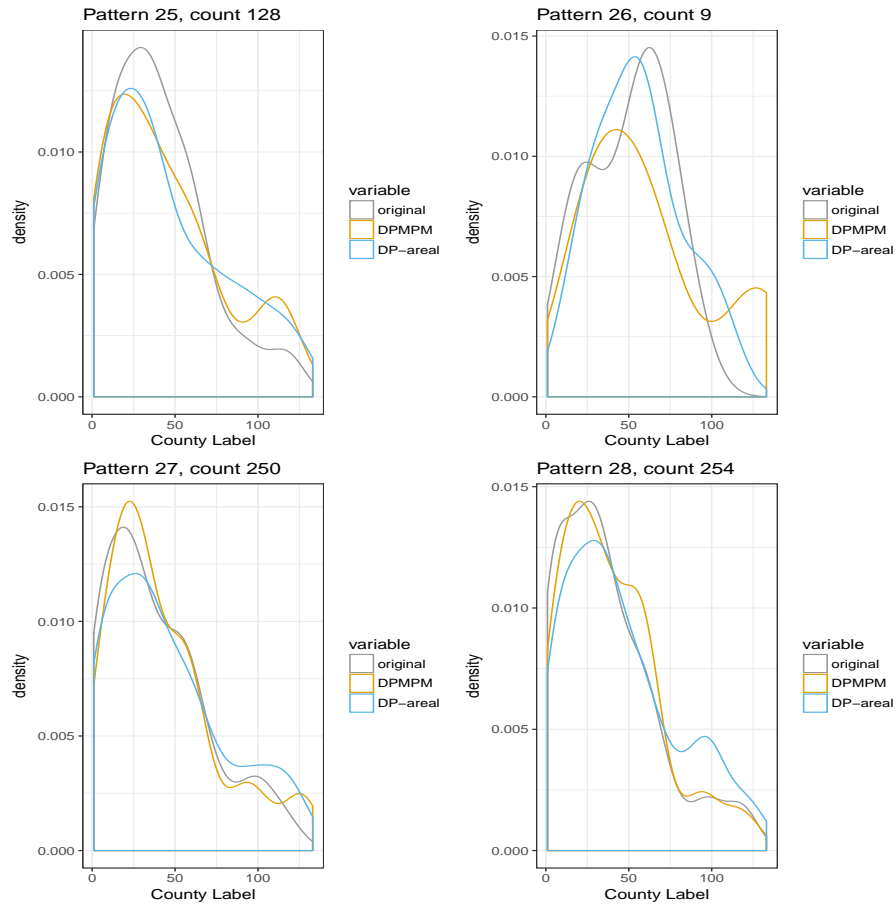 Pattern 25, count 128
0.010
0.005
0.000
density
0
50
100
County Label
variable
original
DPMPM
DP−areal
Pattern 26, count 9
0.015
0.010
0.005
0.000
density
0
50
100
County Label
variable
original
DPMPM
DP−areal
Pattern 27, count 250
0.015
0.010
0.005
0.000
density
0
50
100
County Label
variable
original
DPMPM
DP−areal
Pattern 28, count 254
0.015
0.010
0.005
0.000
density
0
50
100
County Label
variable
original
DPMPM
DP−areal